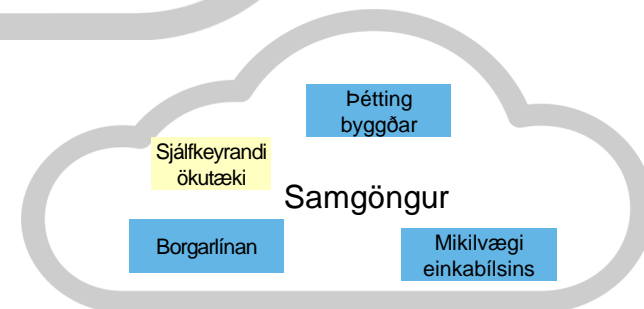 Þétting
byggðar
Sjálfkeyrandi
ökutæki
Samgöngur
Borgarlínan
Mikilvægi
einkabílsins